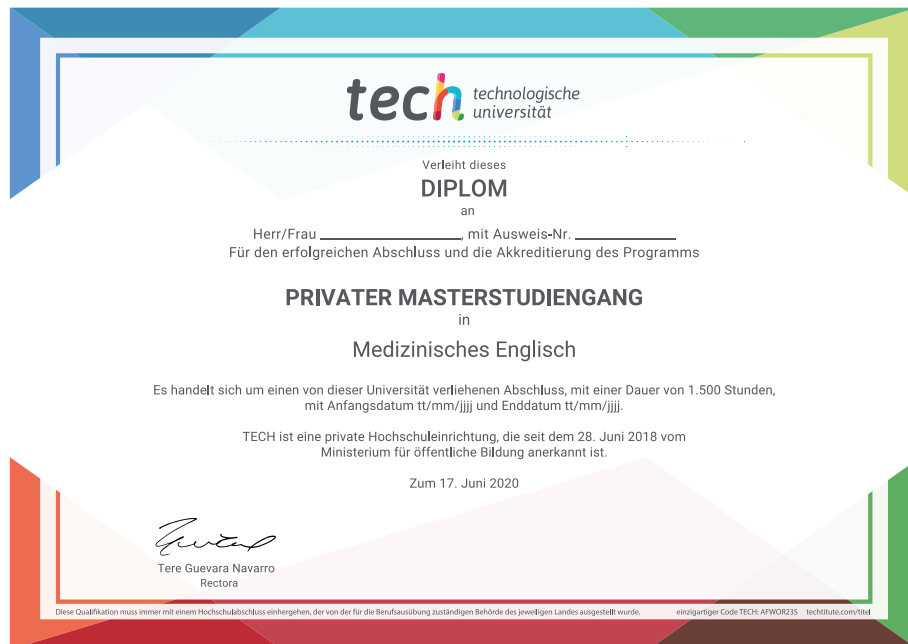 tech technologische
universität
Verleiht dieses
DIPLOM
an
Herr/Frau ____________________, mit Ausweis-Nr. ______________
Für den erfolgreichen Abschluss und die Akkreditierung des Programms
PRIVATER MASTERSTUDIENGANG
in
Medizinisches Englisch
Es handelt sich um einen von dieser Universität verliehenen Abschluss, mit einer Dauer von 1.500 Stunden,
mit Anfangsdatum tt/mm/jjjj und Enddatum tt/mm/jjjj.
TECH ist eine private Hochschuleinrichtung, die seit dem 28. Juni 2018 vom
Ministerium für öffentliche Bildung anerkannt ist.
Zum 17. Juni 2020
Tere Guevara Navarro
Rectora
Diese Qualifikation muss immer mit einem Hochschulabschluss einhergehen, der von der für die Berufsausübung zuständigen Behörde des jeweiligen Landes ausgestellt wurde. einzigartiger Code TECH: AFWOR23S techtitute.com/titel